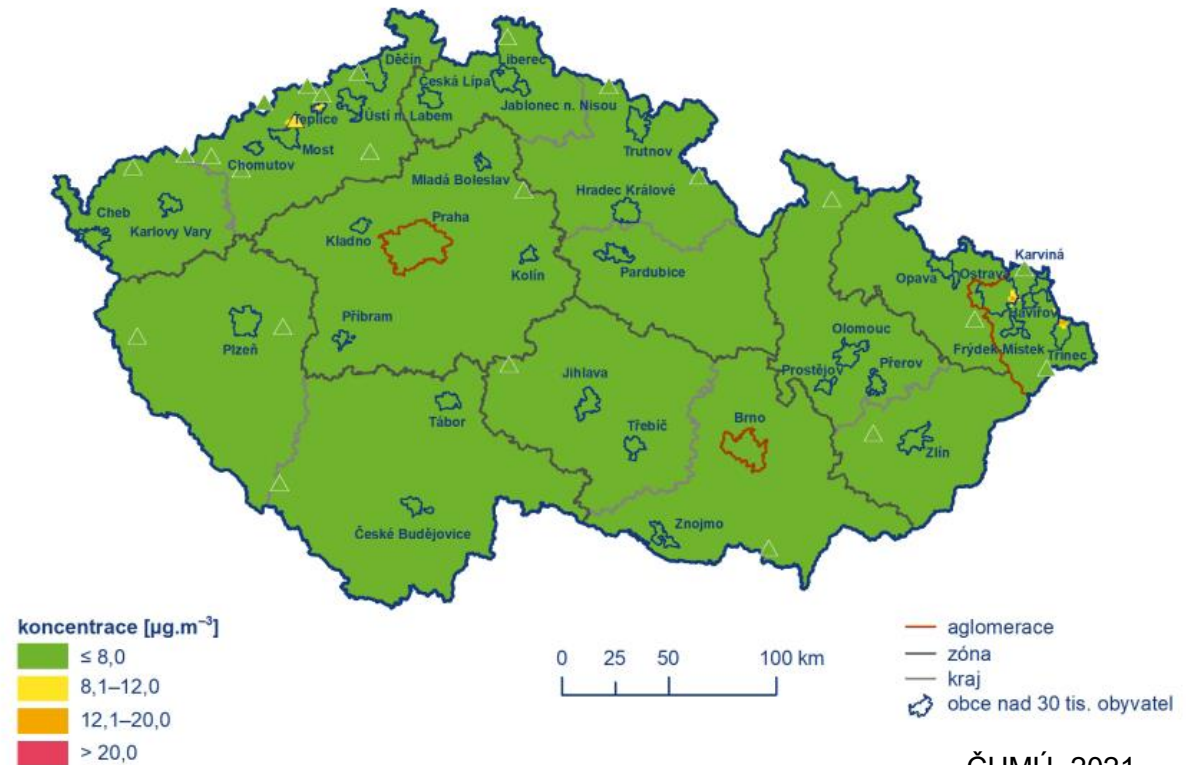 Děčín
Liberec
Česká Lípa
Jablonec n. Nisou
Ústí n. Labem
Teplice
Most
Chomutov
Trutnov
Mladá Boleslav
Hradec Králové
Cheb
Karlovy Vary
Praha
Kladno
Kolín
Pardubice
Karviná
Opava
Ostrava
Havířov
Příbram
Plzeň
Olomouc
Frýdek-Místek
Třinec
Prostějov
Přerov
Jihlava
Tábor
Třebíč
Brno
Zlín
České Budějovice
Znojmo
koncentrace [µg.m⁻³]
≤ 8,0
8,1–12,0
12,1–20,0
> 20,0
0 25 50 100 km
aglomerace
zóna
kraj
obce nad 30 tis. obyvatel